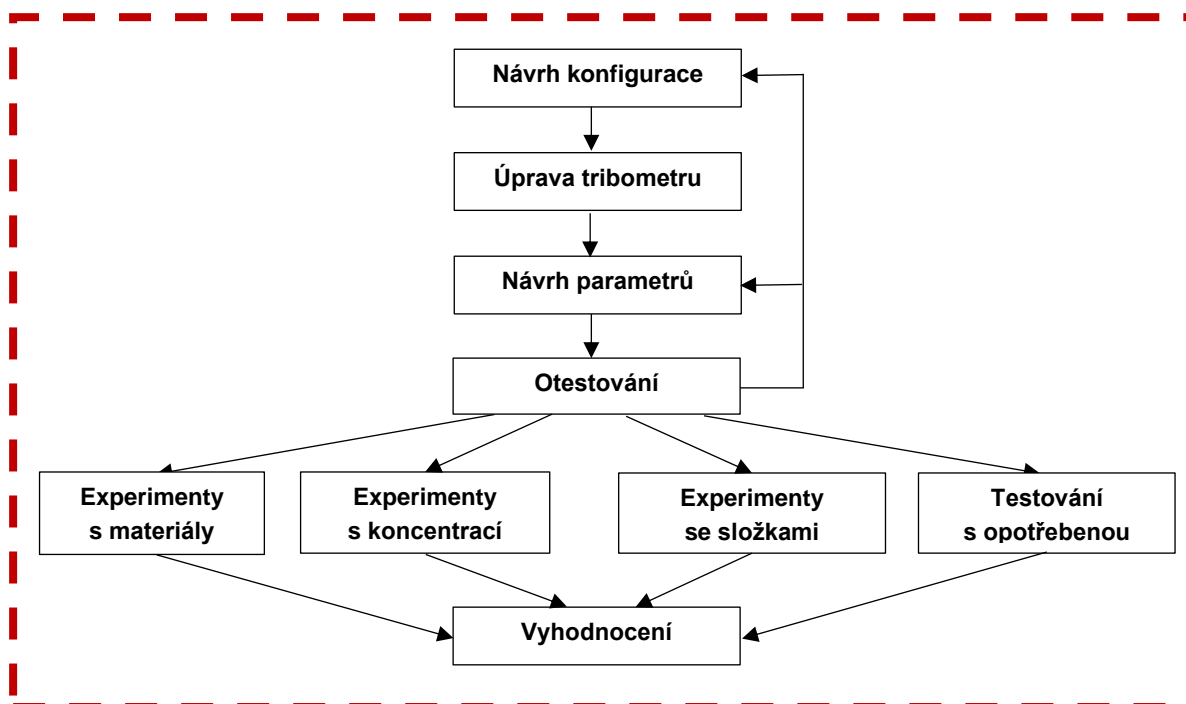 Návrh konfigurace
Úprava tribometru
Návrh parametrů
Otestování
Experimenty
s materiály
Experimenty
s koncentrací
Experimenty
se složkami
Testování
s opotřebenou
Vyhodnocení